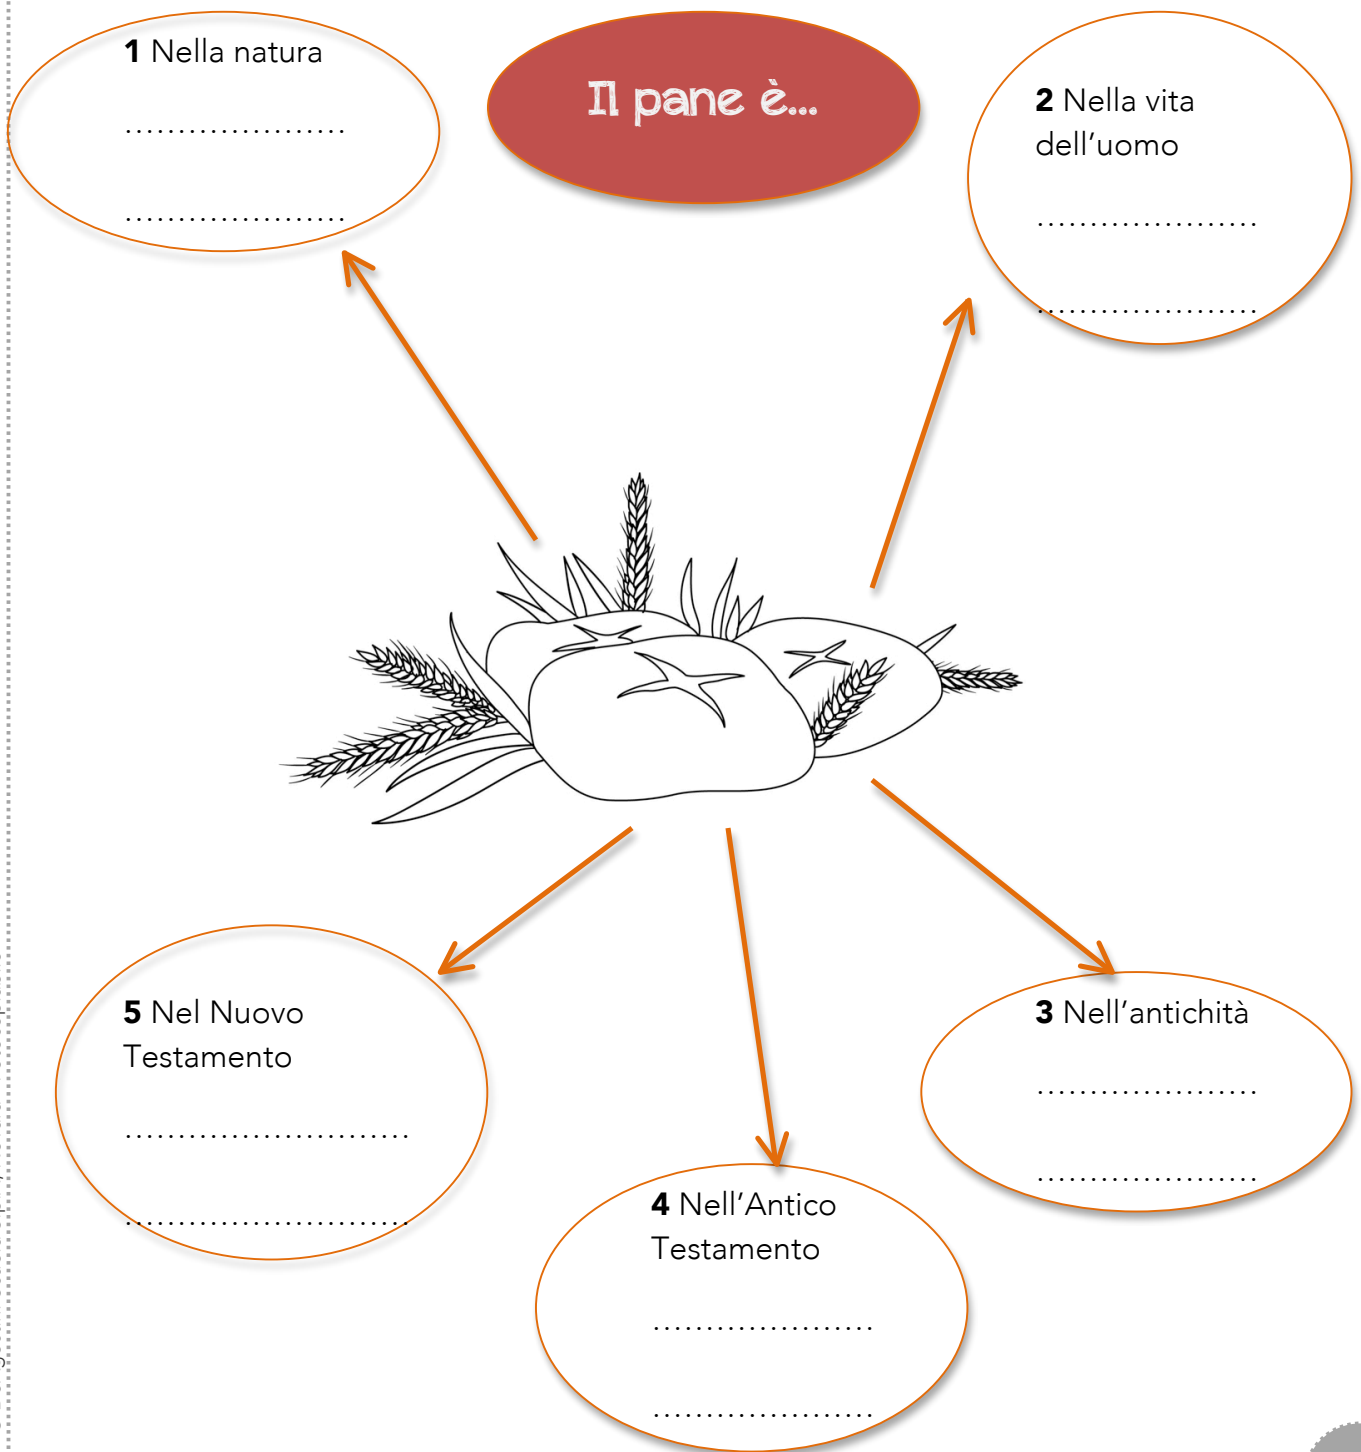 Il pane è...
1 Nella natura
.....................
.....................
2 Nella vita
dell’uomo
.....................
.....................
3 Nell’antichità
.....................
.....................
4 Nell’Antico
Testamento
.....................
.....................
5 Nel Nuovo
Testamento
...........................
...........................